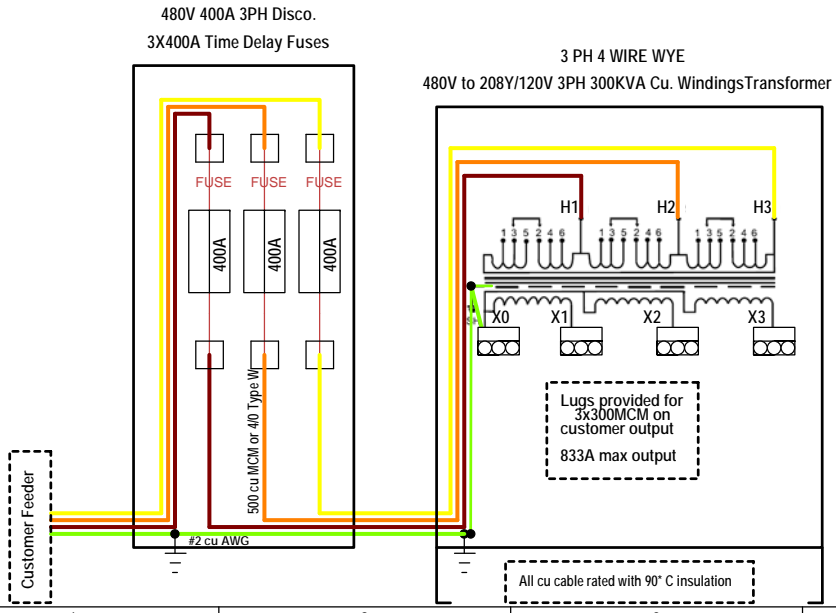 480V 400A 3PH Disco.
3X400A Time Delay Fuses
3 PH 4 WIRE WYE
480V to 208Y/120V 3PH 300KVA Cu. WindingsTransformer
FUSE FUSE FUSE
400A 400A 400A
500 cu MCM or 4/0 Type W
H1 H2 H3
1 3 5 2 4 6 1 3 5 2 4 6 1 3 5 2 4 6
X0 X1 X2 X3
Lugs provided for
3x300MCM on
customer output
833A max output
Customer Feeder
#2 cu AWG
All cu cable rated with 90° C insulation